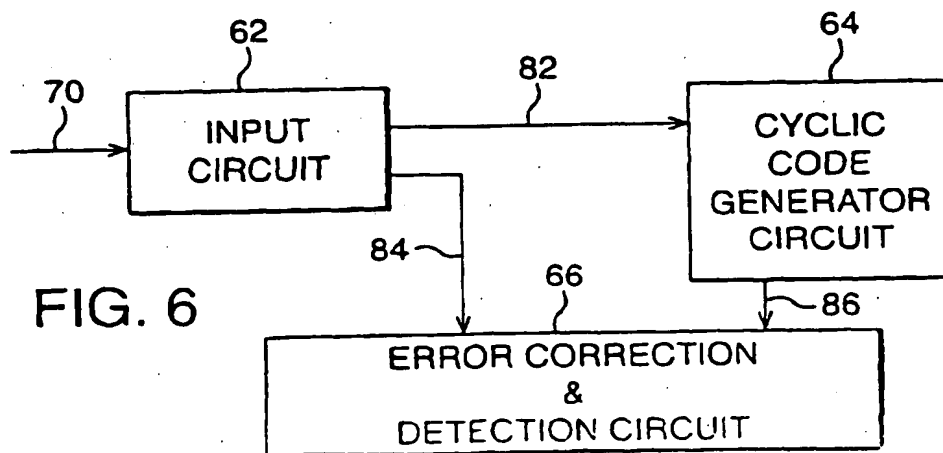 62
64
70
82
INPUT
CIRCUIT
CYCLIC
CODE
GENERATOR
CIRCUIT
84
66
86
FIG. 6
ERROR CORRECTION
&
DETECTION CIRCUIT